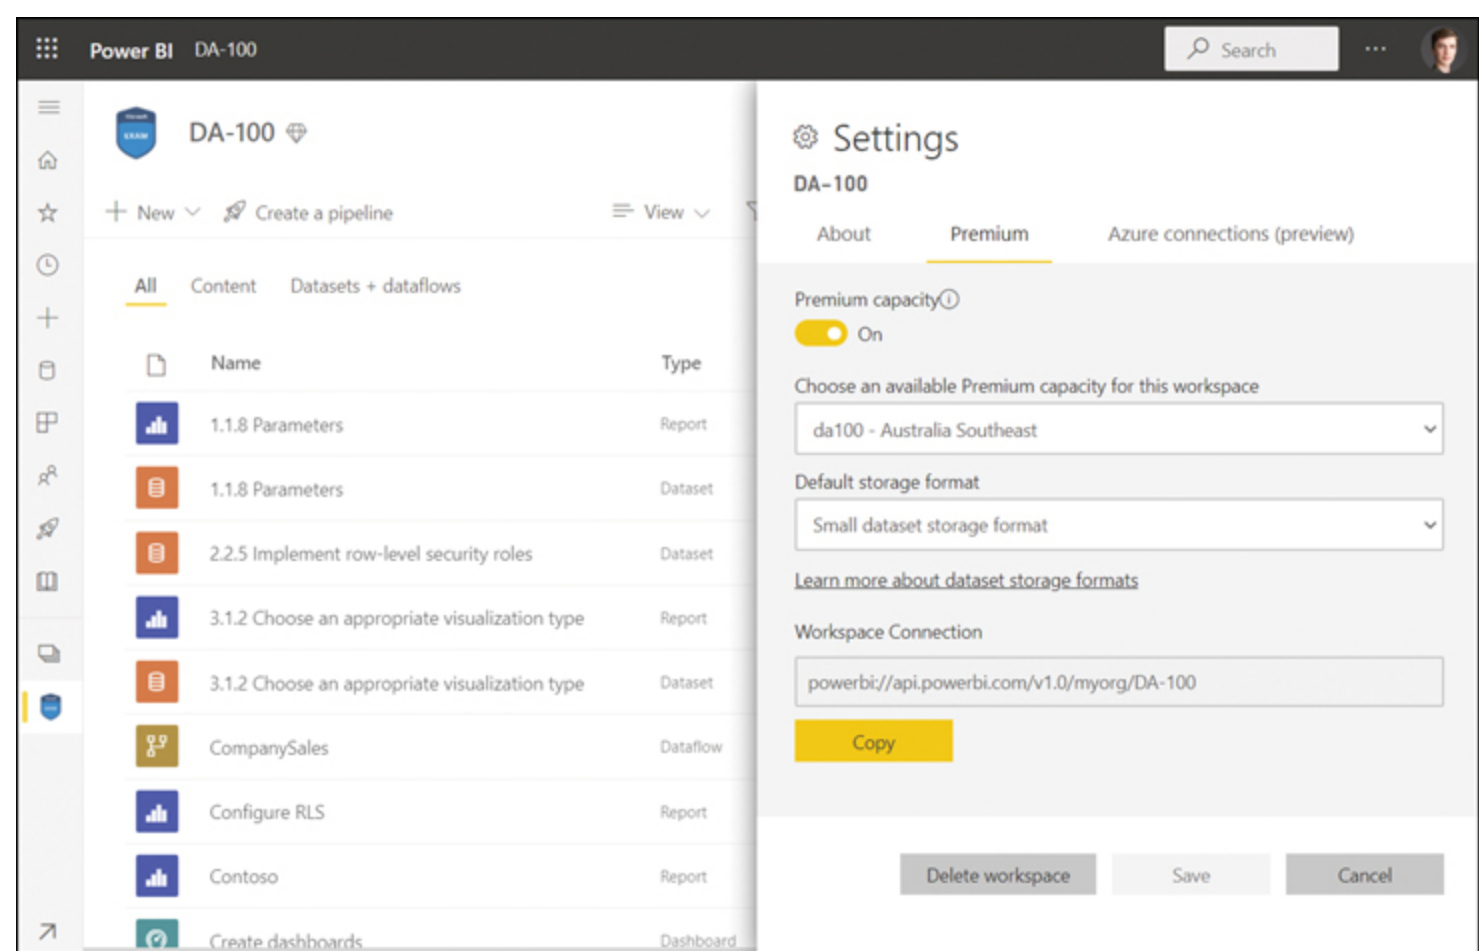 Power BI DA-100 Search
DA-100
New Create a pipeline View
All Content Datasets + dataflows
Name Type
1.1.8 Parameters Report
1.1.8 Parameters Dataset
2.2.5 Implement row-level security roles Dataset
3.1.2 Choose an appropriate visualization type Report
3.1.2 Choose an appropriate visualization type Dataset
CompanySales Dataflow
Configure RLS Report
Contoso Report
Create dashboards Dashboard
Settings
DA-100
About Premium Azure connections (preview)
Premium capacity
On
Choose an available Premium capacity for this workspace
da100 - Australia Southeast
Default storage format
Small dataset storage format
Learn more about dataset storage formats
Workspace Connection
powerbi://api.powerbi.com/v1.0/myorg/DA-100
Copy
Delete workspace Save Cancel